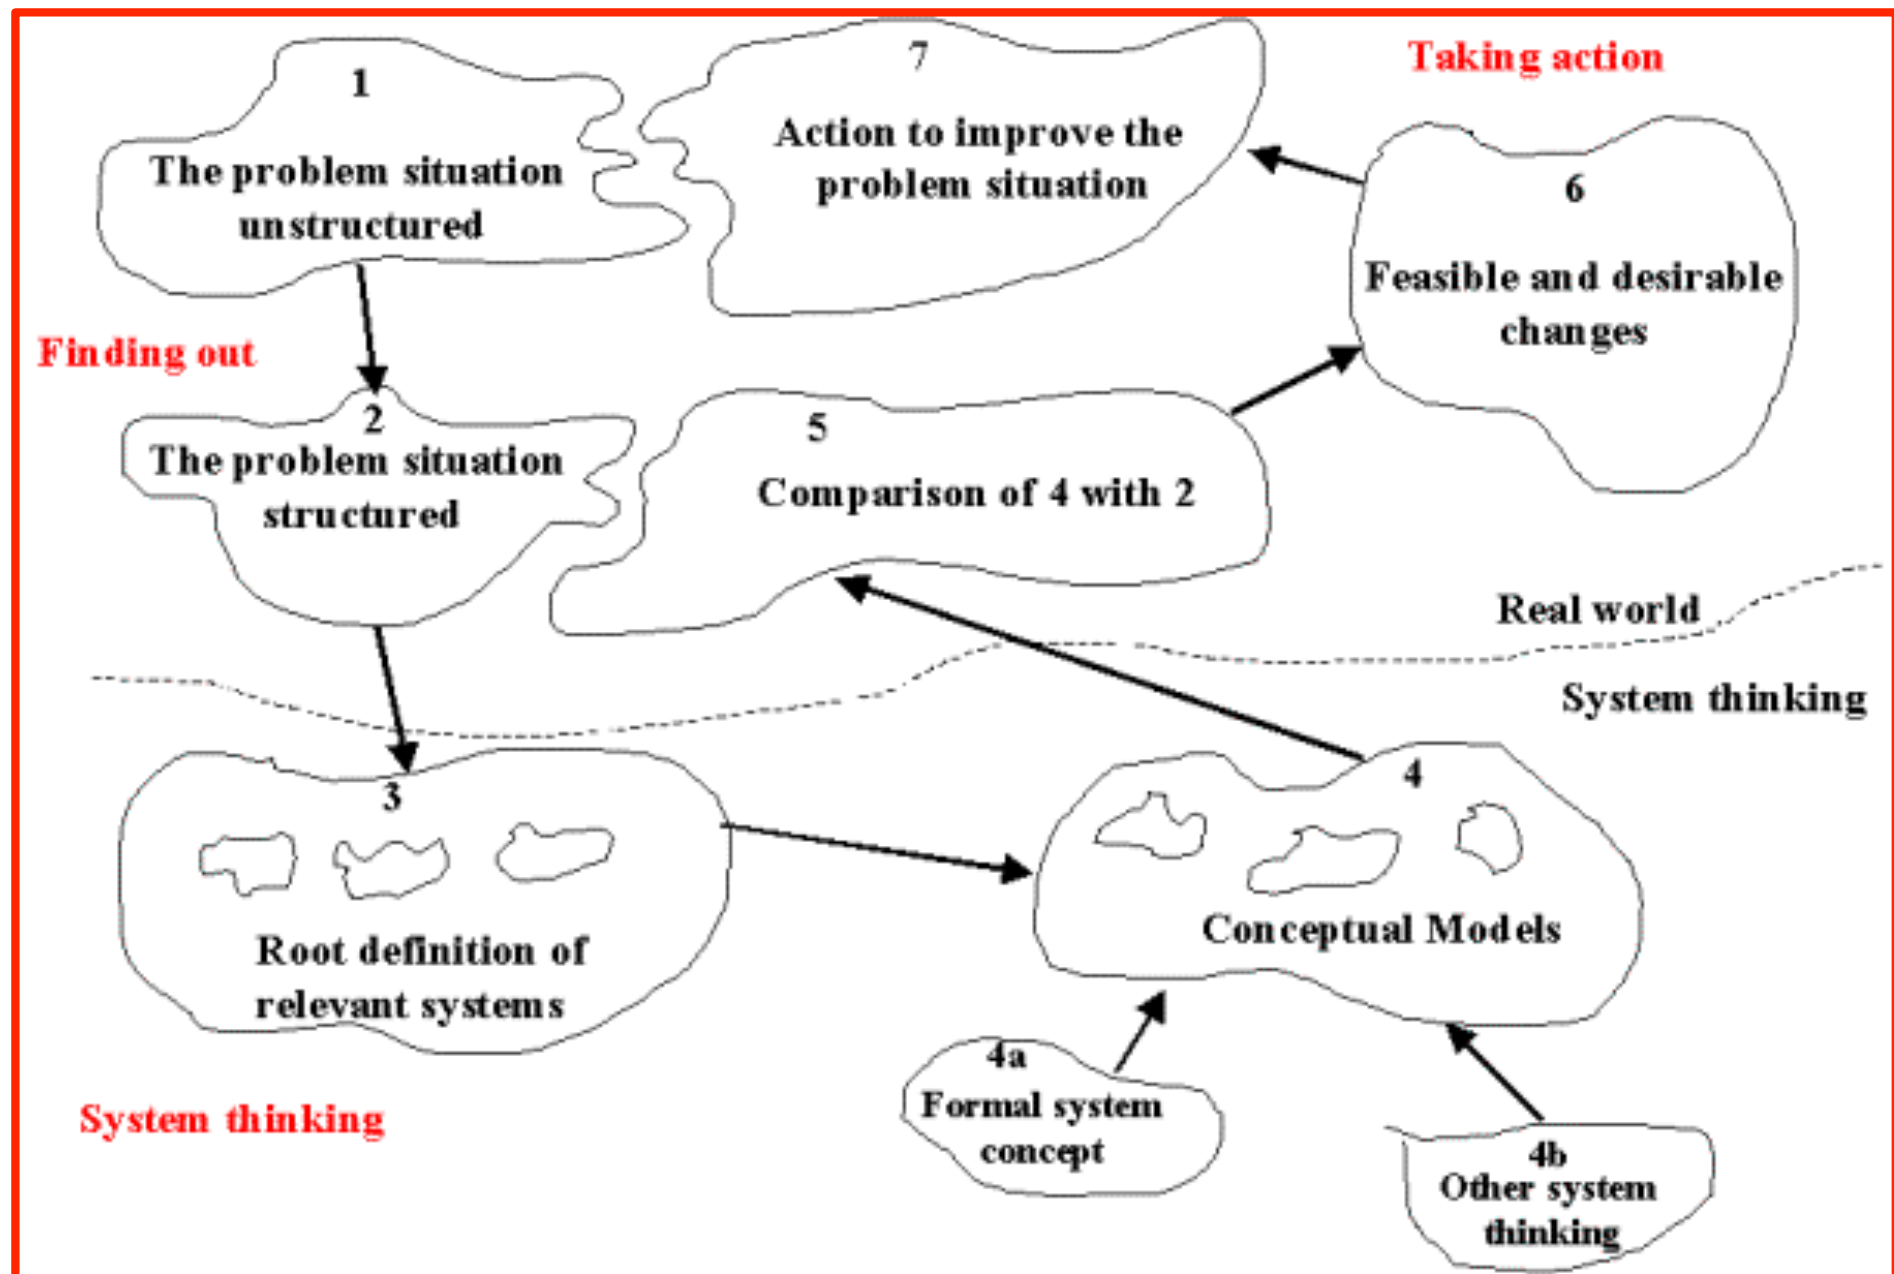 1
The problem situation
unstructured
7
Action to improve the
problem situation
Taking action
6
Feasible and desirable
changes
Finding out
2
The problem situation
structured
5
Comparison of 4 with 2
Real world
System thinking
3
Root definition of
relevant systems
4
Conceptual Models
4a
Formal system
concept
4b
Other system
thinking
System thinking